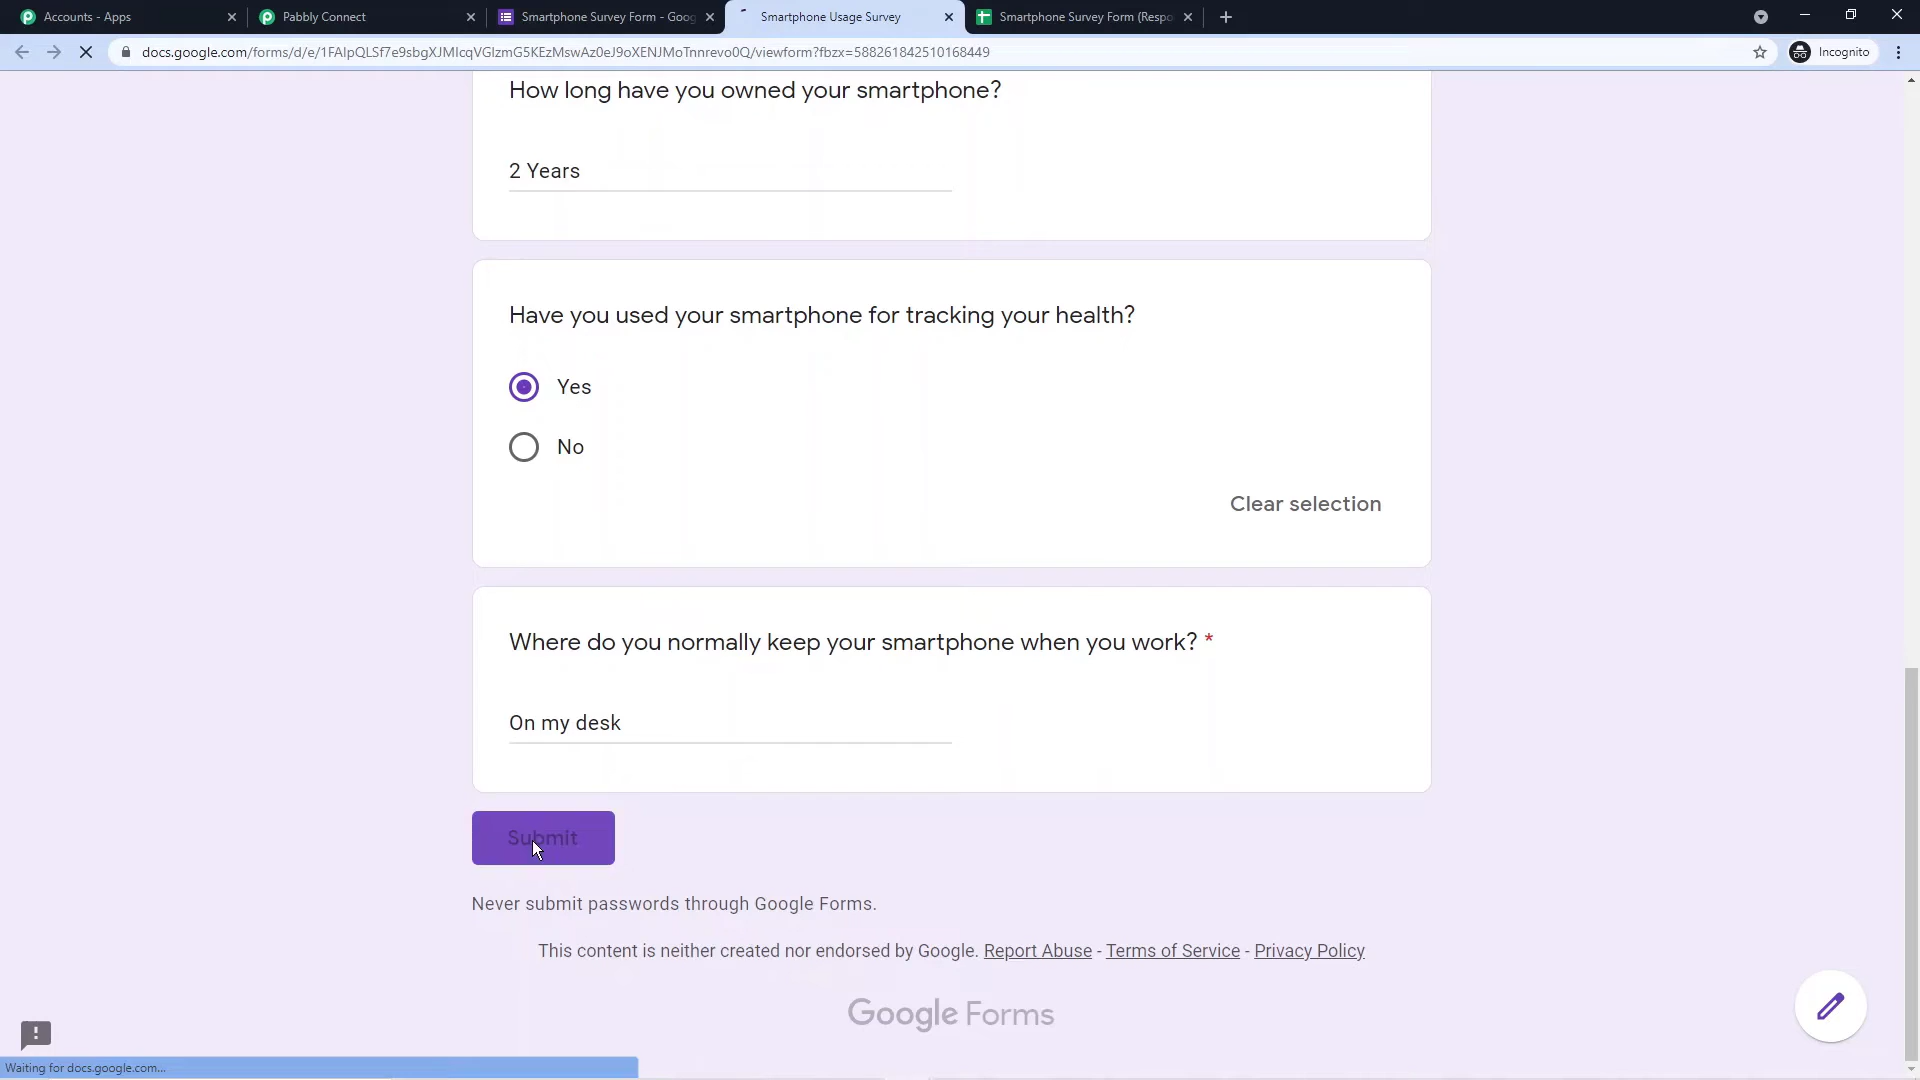 Accounts - Apps
Pabbly Connect
Smartphone Survey Form - Goog
Smartphone Usage Survey
Smartphone Survey Form (Respo
docs.google.com/forms/d/e/1FAIpQLSf7e9sbgXJMIcqVGIzmG5KEzMswAz0eJ9oXENJMoTnnrevo0Q/viewform?fbzx=588261842510168449
Incognito
How long have you owned your smartphone?
2 Years
Have you used your smartphone for tracking your health?
Yes
No
Clear selection
Where do you normally keep your smartphone when you work? *
On my desk
Submit
Never submit passwords through Google Forms.
This content is neither created nor endorsed by Google. Report Abuse - Terms of Service - Privacy Policy
Google Forms
Waiting for docs.google.com...